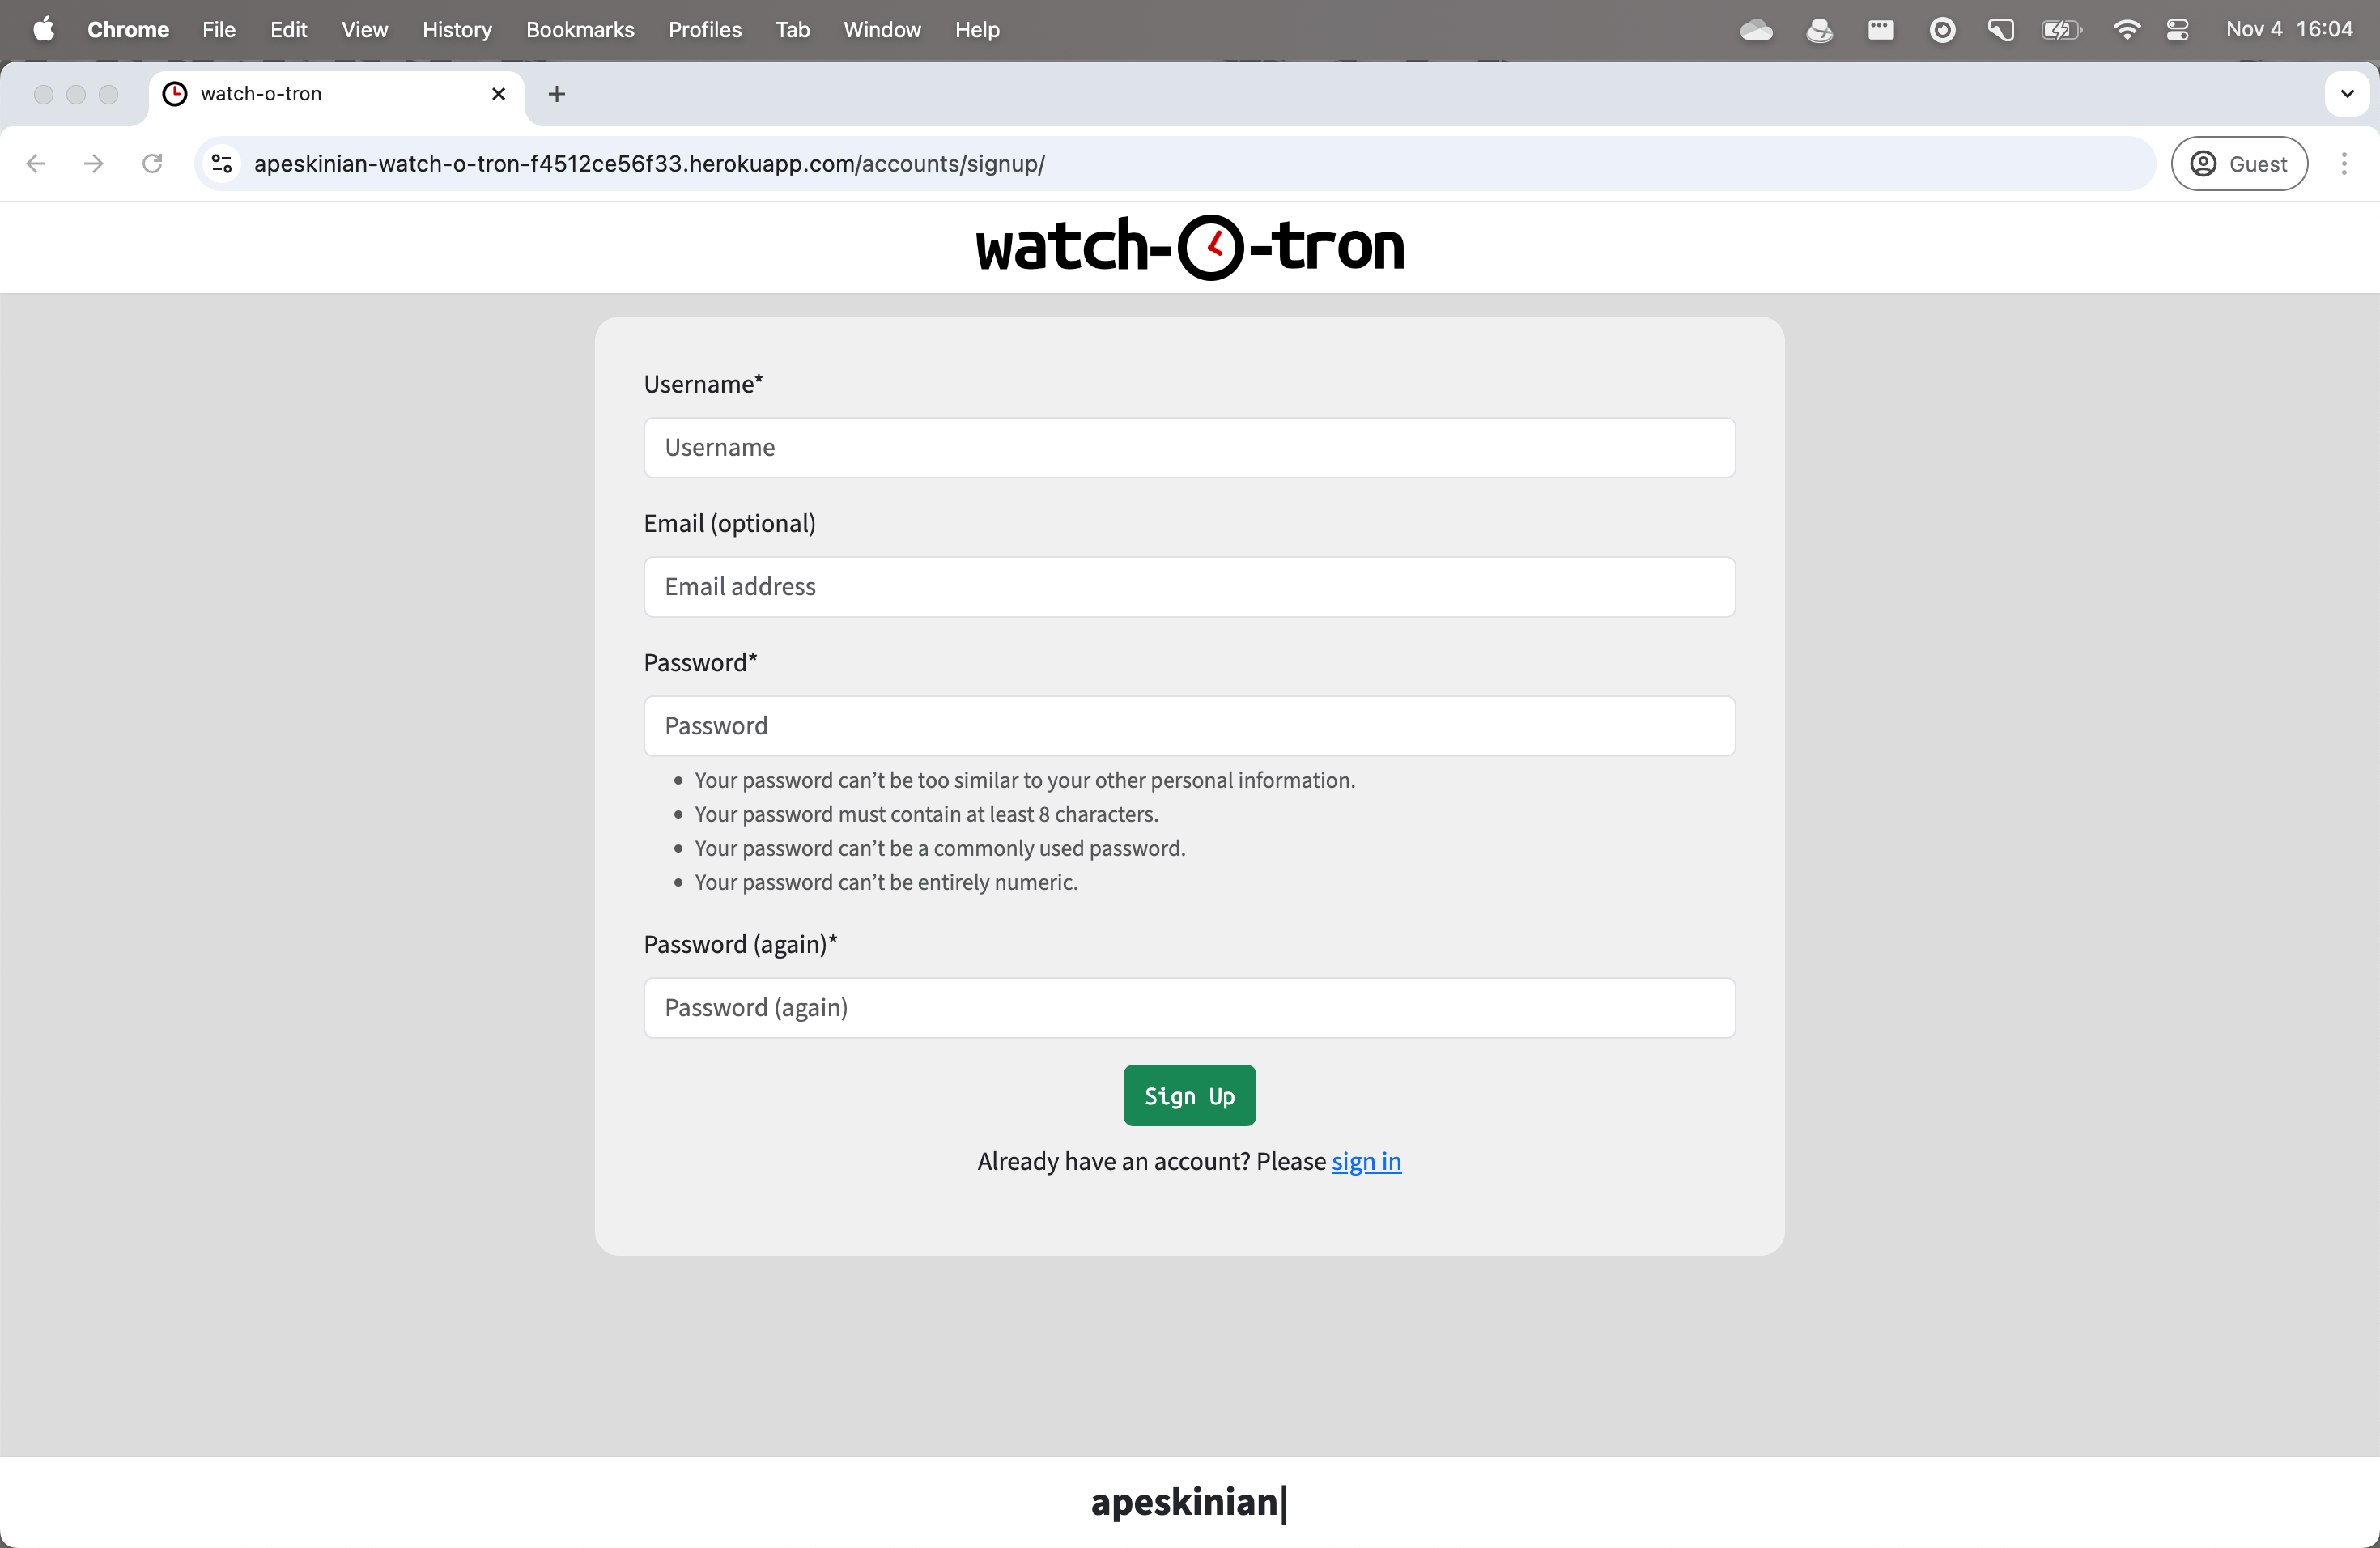 Chrome File Edit View History Bookmarks Profiles Tab Window Help Nov 4 16:04
watch-o-tron
apeskinian-watch-o-tron-f4512ce56f33.herokuapp.com/accounts/signup/ Guest
watch-o-tron
Username*
Username
Email (optional)
Email address
Password*
Password
• Your password can’t be too similar to your other personal information.
• Your password must contain at least 8 characters.
• Your password can’t be a commonly used password.
• Your password can’t be entirely numeric.
Password (again)*
Password (again)
Sign Up
Already have an account? Please sign in
apeskinian|